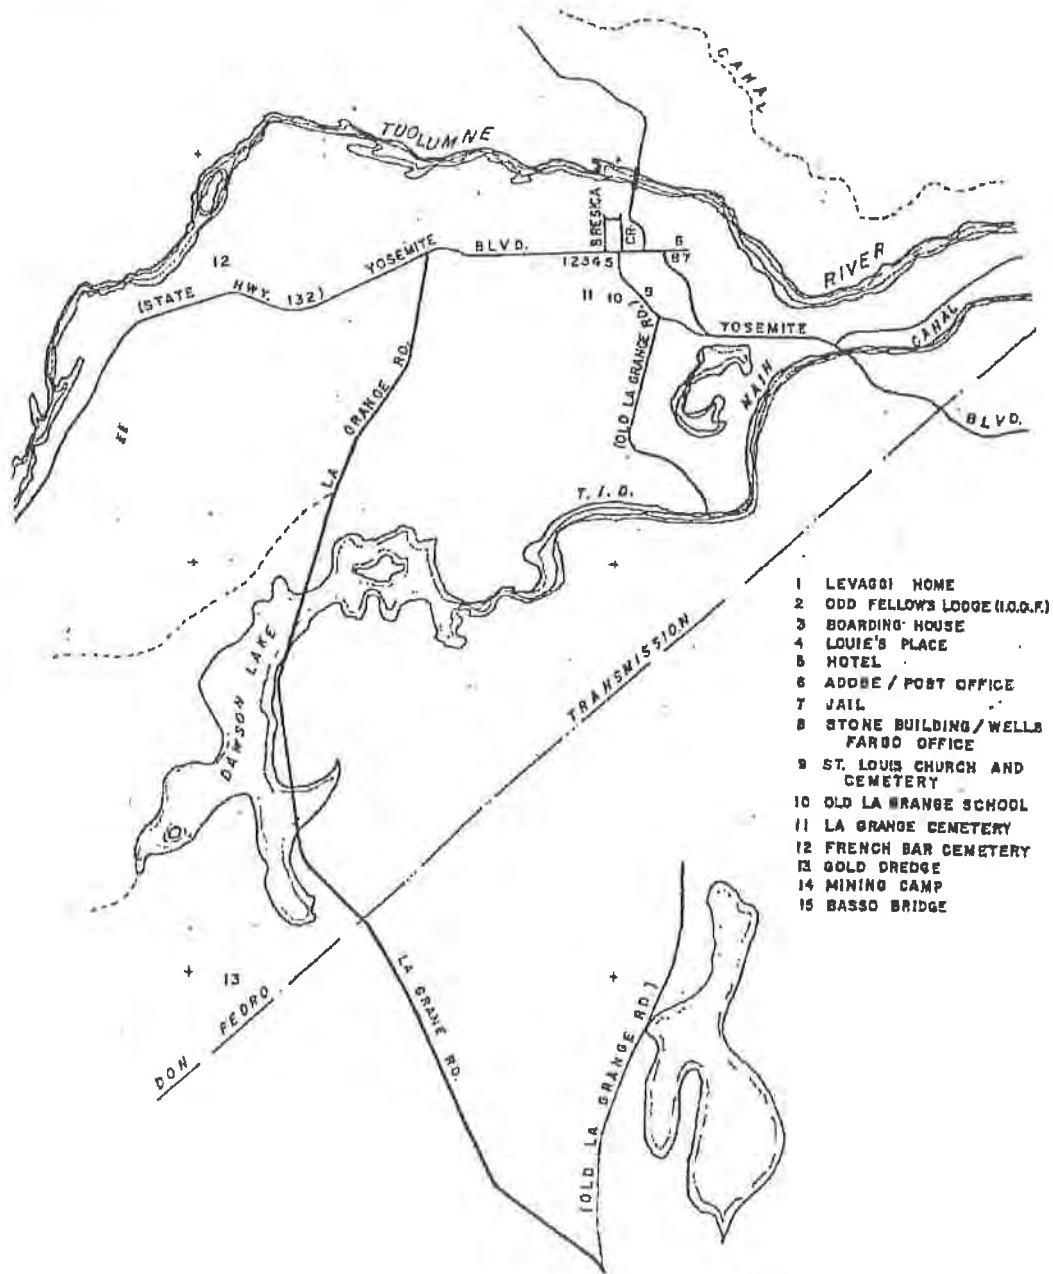 CANAL
TUOLUMNE
RIVER
BRESICA
CR.
YOSEMITE
BLVD.
6
12345
87
12
(STATE HWY. 132)
11 10 9
YOSEMITE
CANAL
MAIN
BLVD.
LA GRANGE RD.
(OLD LA GRANGE RD.)
T. I. D.
DAWSON LAKE
TRANSMISSION
1 LEVAGGI HOME
2 ODD FELLOWS LODGE (I.O.O.F.)
3 BOARDING HOUSE
4 LOUIE'S PLACE
5 HOTEL
6 ADOBE / POST OFFICE
7 JAIL
8 STONE BUILDING / WELLS
FARGO OFFICE
9 ST. LOUIS CHURCH AND
CEMETERY
10 OLD LA GRANGE SCHOOL
11 LA GRANGE CEMETERY
12 FRENCH BAR CEMETERY
13 GOLD DREDGE
14 MINING CAMP
15 BASSO BRIDGE
13
DON PEDRO
LA GRANE RD.
(OLD LA GRANGE RD.)